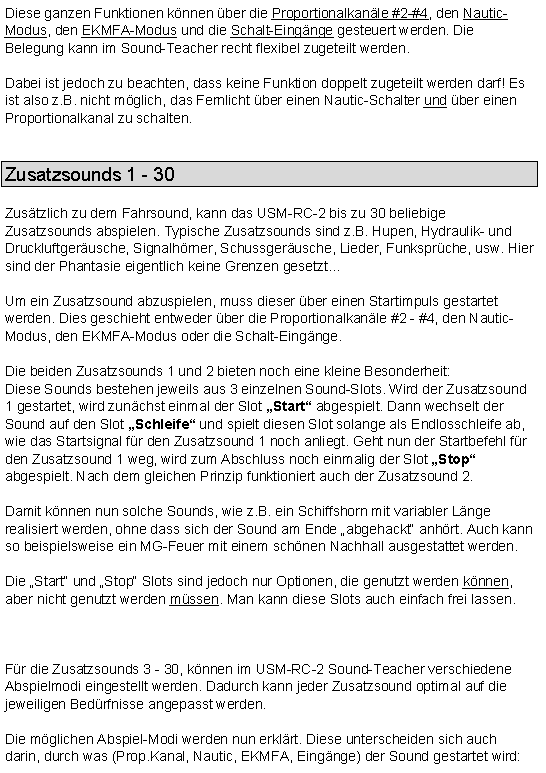 Diese ganzen Funktionen können über die Proportionalkanäle #2-#4, den Nautic-
Modus, den EKMFA-Modus und die Schalt-Eingänge gesteuert werden. Die
Belegung kann im Sound-Teacher recht flexibel zugeteilt werden.
Dabei ist jedoch zu beachten, dass keine Funktion doppelt zugeteilt werden darf! Es
ist also z.B. nicht möglich, das Fernlicht über einen Nautic-Schalter und über einen
Proportionalkanal zu schalten.
Zusatzsounds 1 - 30
Zusätzlich zu dem Fahrsound, kann das USM-RC-2 bis zu 30 beliebige
Zusatzsounds abspielen. Typische Zusatzsounds sind z.B. Hupen, Hydraulik- und
Druckluftgeräusche, Signalhörner, Schussgeräusche, Lieder, Funksprüche, usw. Hier
sind der Phantasie eigentlich keine Grenzen gesetzt…
Um ein Zusatzsound abzuspielen, muss dieser über einen Startimpuls gestartet
werden. Dies geschieht entweder über die Proportionalkanäle #2 - #4, den Nautic-
Modus, den EKMFA-Modus oder die Schalt-Eingänge.
Die beiden Zusatzsounds 1 und 2 bieten noch eine kleine Besonderheit:
Diese Sounds bestehen jeweils aus 3 einzelnen Sound-Slots. Wird der Zusatzsound
1 gestartet, wird zunächst einmal der Slot „Start“ abgespielt. Dann wechselt der
Sound auf den Slot „Schleife“ und spielt diesen Slot solange als Endlosschleife ab,
wie das Startsignal für den Zusatzsound 1 noch anliegt. Geht nun der Startbefehl für
den Zusatzsound 1 weg, wird zum Abschluss noch einmalig der Slot „Stop“
abgespielt. Nach dem gleichen Prinzip funktioniert auch der Zusatzsound 2.
Damit können nun solche Sounds, wie z.B. ein Schiffshorn mit variabler Länge
realisiert werden, ohne dass sich der Sound am Ende „abgehackt“ anhört. Auch kann
so beispielsweise ein MG-Feuer mit einem schönen Nachhall ausgestattet werden.
Die „Start“ und „Stop“ Slots sind jedoch nur Optionen, die genutzt werden können,
aber nicht genutzt werden müssen. Man kann diese Slots auch einfach frei lassen.
Für die Zusatzsounds 3 - 30, können im USM-RC-2 Sound-Teacher verschiedene
Abspielmodi eingestellt werden. Dadurch kann jeder Zusatzsound optimal auf die
jeweiligen Bedürfnisse angepasst werden.
Die möglichen Abspiel-Modi werden nun erklärt. Diese unterscheiden sich auch
darin, durch was (Prop.Kanal, Nautic, EKMFA, Eingänge) der Sound gestartet wird: